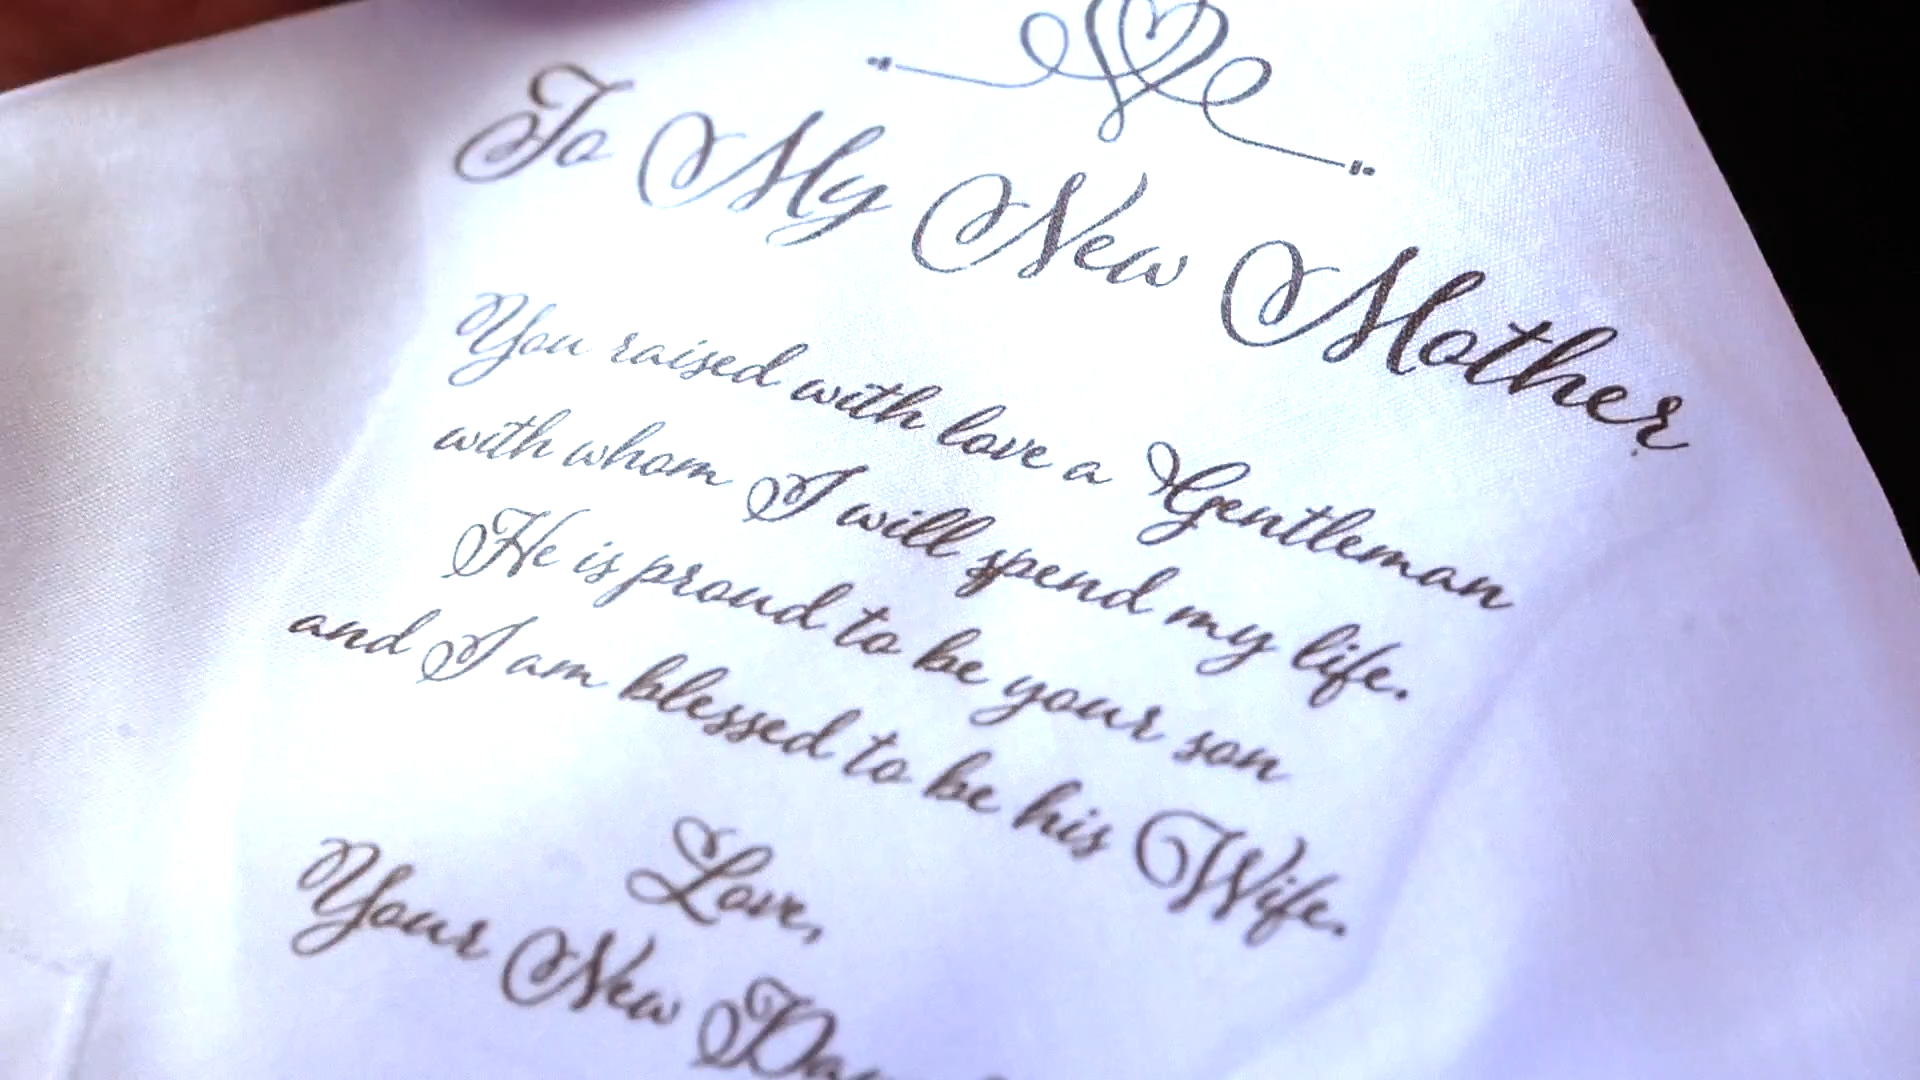 To My New Mother
You raised with love a Gentleman
with whom I will spend my life.
He is proud to be your son
and I am blessed to be his Wife.
Love,
Your New